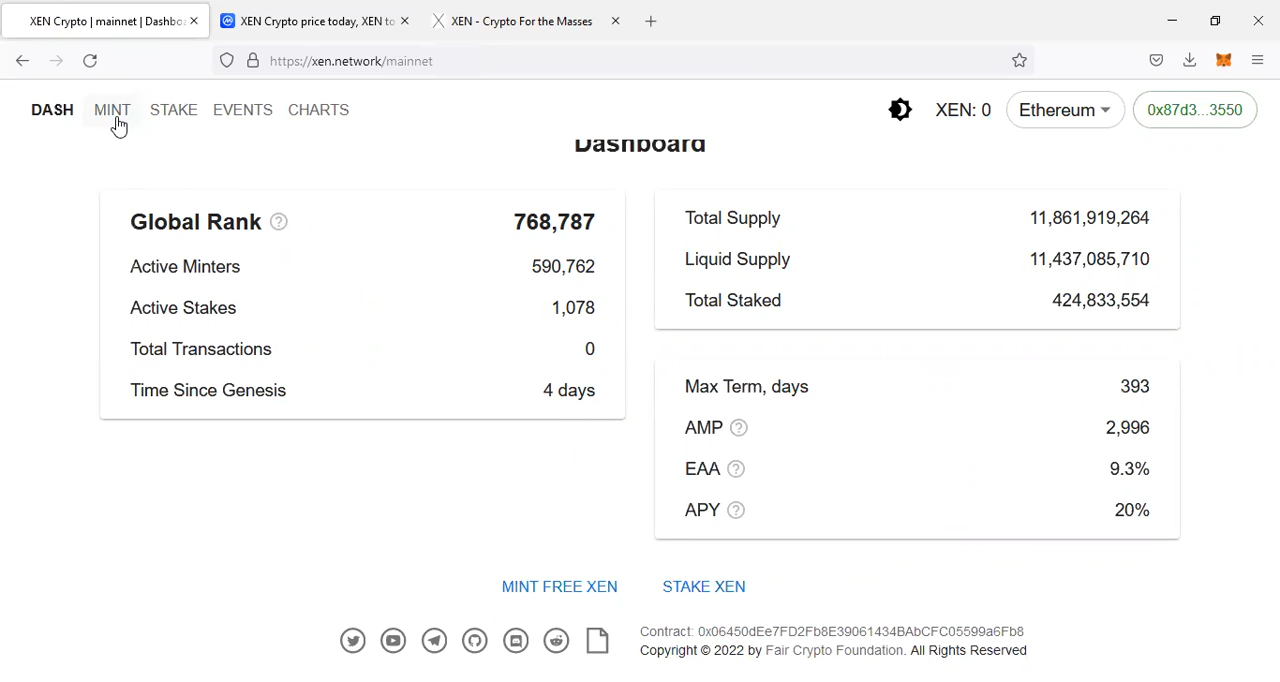 XEN Crypto | mainnet | Dashboa
XEN Crypto price today, XEN to
XEN - Crypto For the Masses
https://xen.network/mainnet
DASH MINT STAKE EVENTS CHARTS
XEN: 0 Ethereum 0x87d3...3550
Dashboard
Global Rank ? 768,787
Active Minters 590,762
Active Stakes 1,078
Total Transactions 0
Time Since Genesis 4 days
Total Supply 11,861,919,264
Liquid Supply 11,437,085,710
Total Staked 424,833,554
Max Term, days 393
AMP ? 2,996
EAA ? 9.3%
APY ? 20%
MINT FREE XEN STAKE XEN
Contract: 0x06450dEe7FD2Fb8E39061434BAbCFC05599a6Fb8
Copyright © 2022 by Fair Crypto Foundation. All Rights Reserved